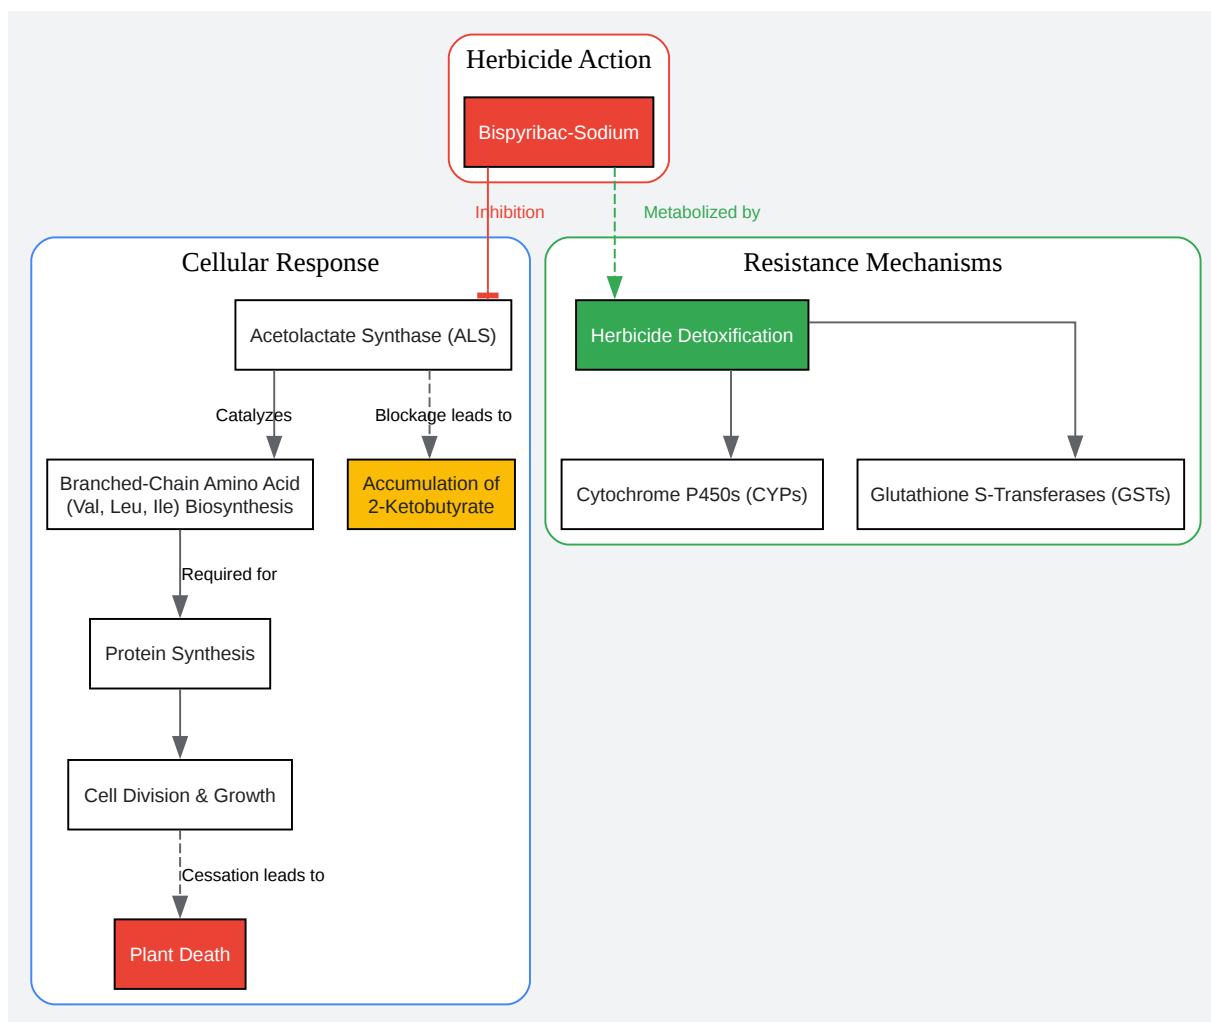 Herbicide Action
Bispyribac-Sodium
Inhibition
Metabolized by
Cellular Response
Resistance Mechanisms
Acetolactate Synthase (ALS)
Herbicide Detoxification
Catalyzes
Blockage leads to
Branched-Chain Amino Acid
(Val, Leu, Ile) Biosynthesis
Accumulation of
2-Ketobutyrate
Cytochrome P450s (CYPs)
Glutathione S-Transferases (GSTs)
Required for
Protein Synthesis
Cell Division & Growth
Cessation leads to
Plant Death